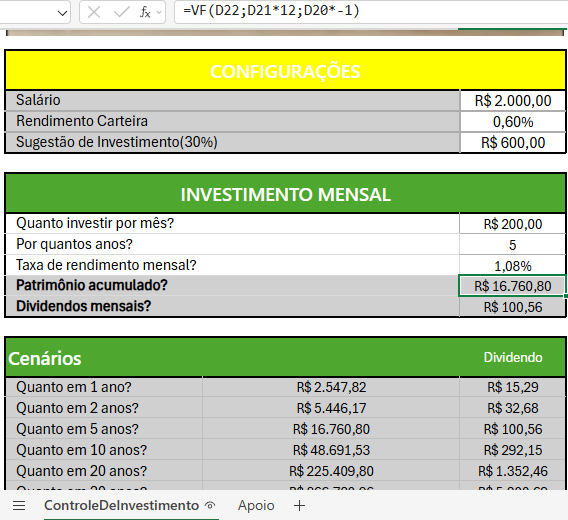 =VF(D22;D21*12;D20*-1)
CONFIGURAÇÕES
Salário R$ 2.000,00
Rendimento Carteira 0,60%
Sugestão de Investimento(30%) R$ 600,00
INVESTIMENTO MENSAL
Quanto investir por mês? R$ 200,00
Por quantos anos? 5
Taxa de rendimento mensal? 1,08%
Patrimônio acumulado? R$ 16.760,80
Dividendos mensais? R$ 100,56
Cenários Dividendo
Quanto em 1 ano? R$ 2.547,82 R$ 15,29
Quanto em 2 anos? R$ 5.446,17 R$ 32,68
Quanto em 5 anos? R$ 16.760,80 R$ 100,56
Quanto em 10 anos? R$ 48.691,53 R$ 292,15
Quanto em 20 anos? R$ 225.409,80 R$ 1.352,46
ControleDeInvestimento Apoio